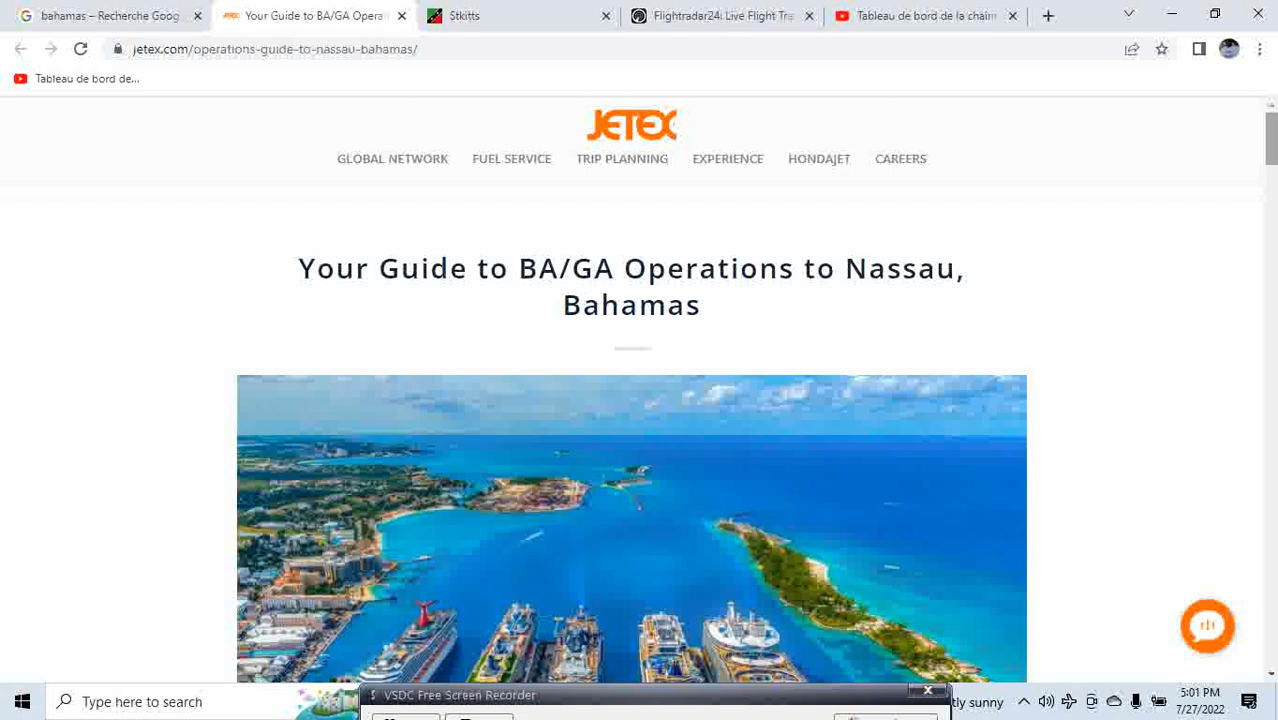 bahamas - Recherche Goog
Your Guide to BA/GA Operati
Stkitts
Flightradar24: Live Flight Tra
Tableau de bord de la chaîn
jetex.com/operations-guide-to-nassau-bahamas/
Tableau de bord de...
JETEX
GLOBAL NETWORK FUEL SERVICE TRIP PLANNING EXPERIENCE HONDAJET CAREERS
Your Guide to BA/GA Operations to Nassau,
Bahamas
Type here to search
VSDC Free Screen Recorder
tly sunny
5:01 PM
7/27/2022